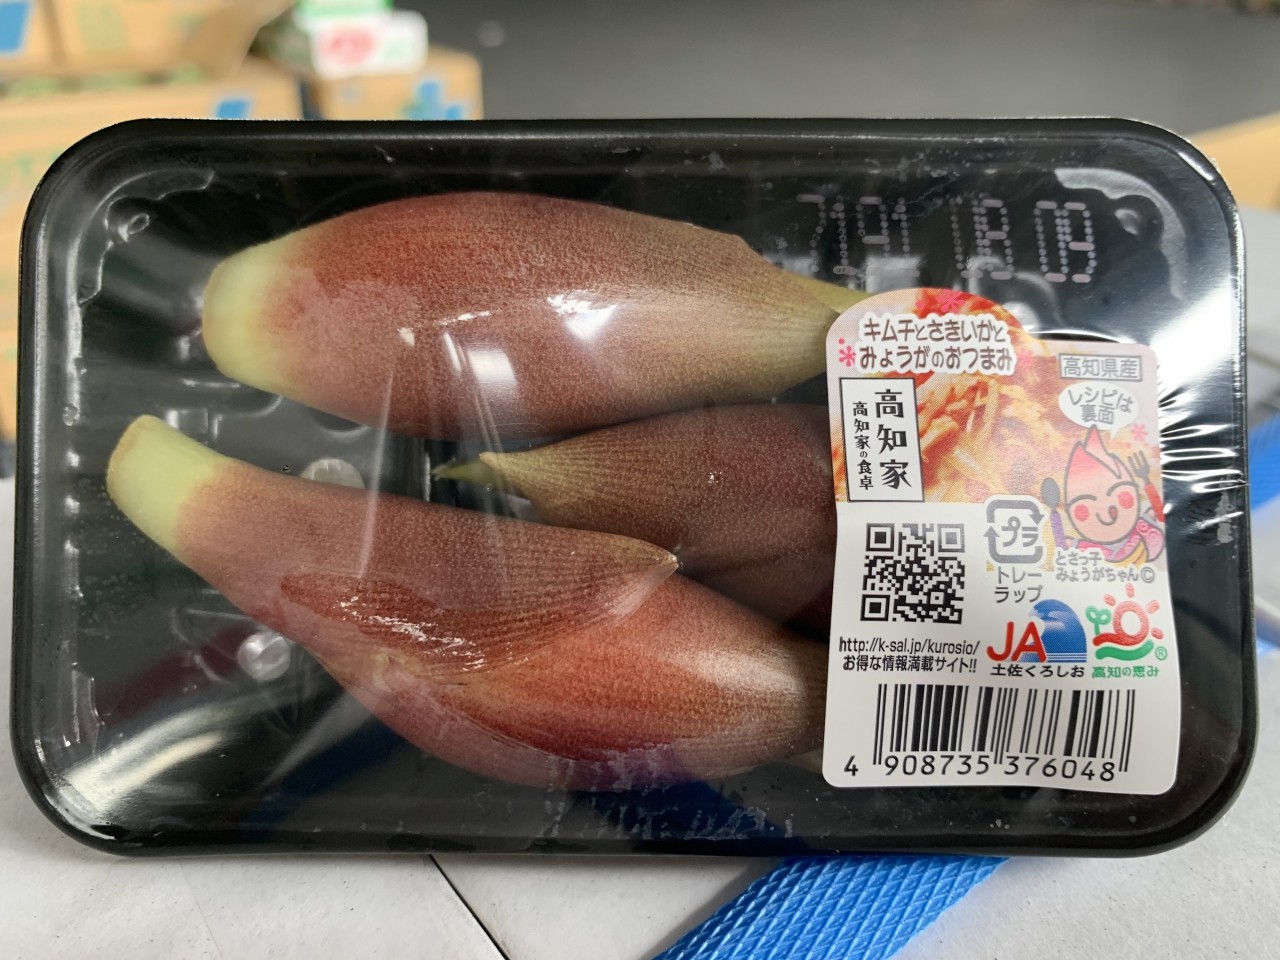 キムチとさきいかと
みょうがのおつまみ
高知県産
レシピは
裏面
高知家
高知家の食卓
プラ
トレー
ラップ
とさっ子
みょうがちゃん©
http://k-sal.jp/kurosio/
お得な情報満載サイト!!
JA
土佐くろしお
高知の恵み®
4 908735 376048